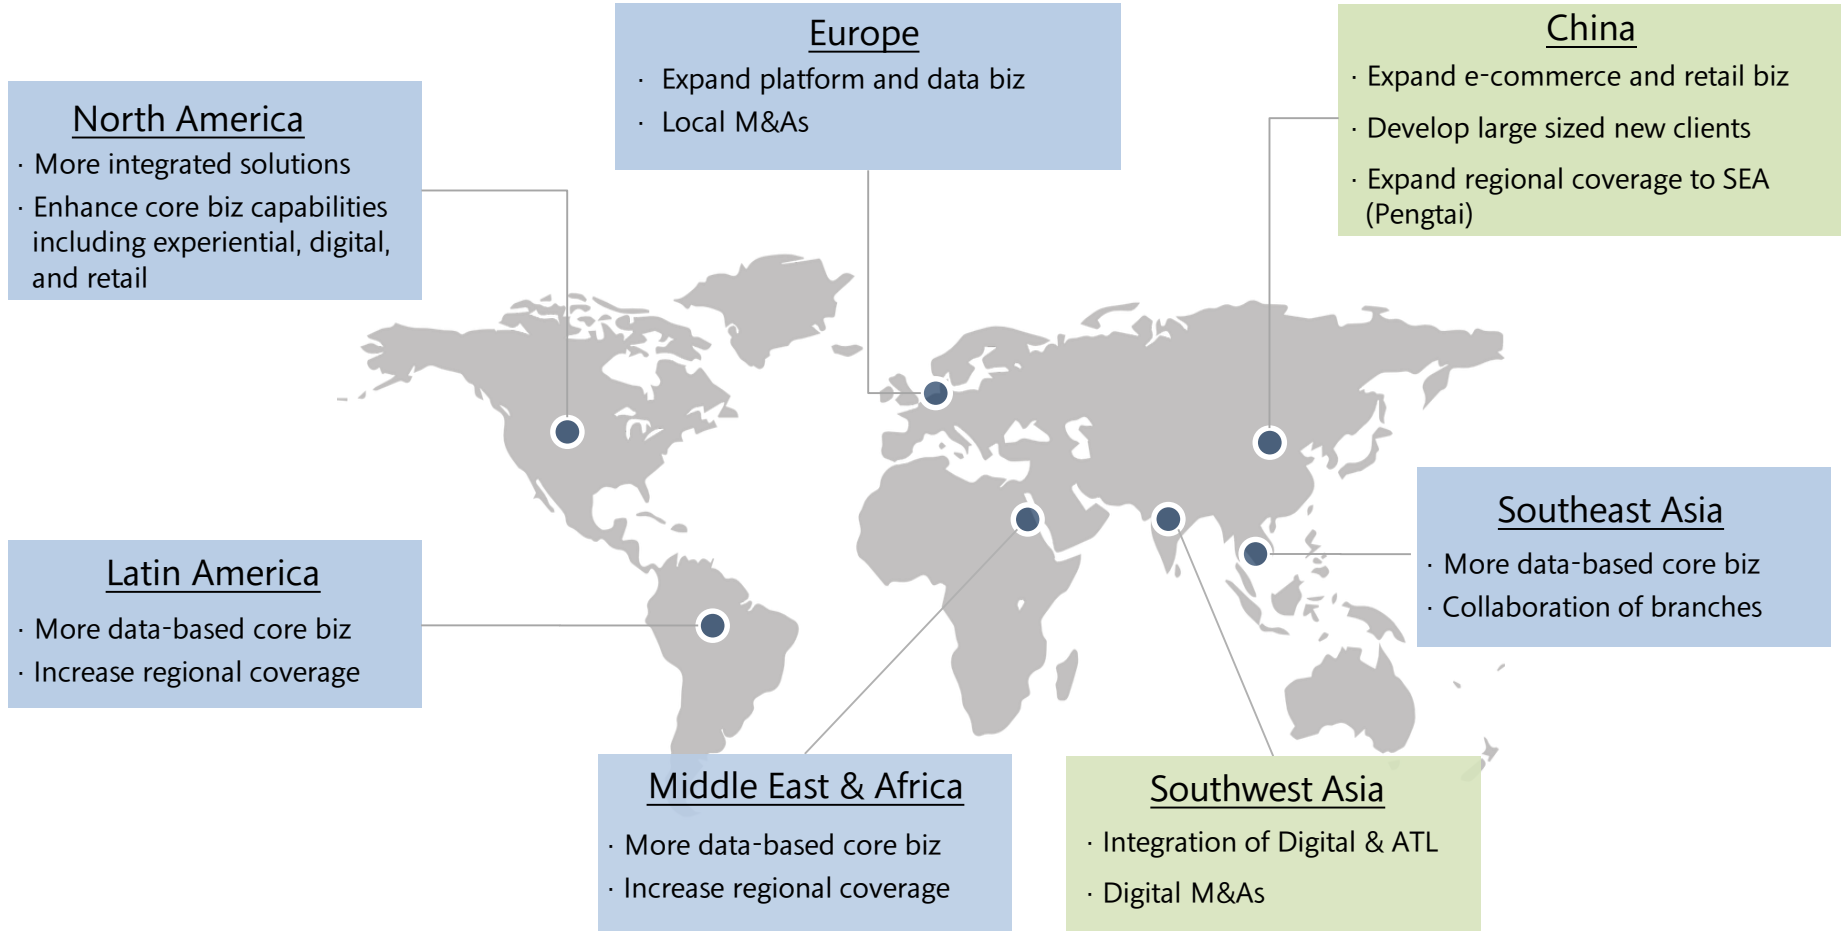 Europe
· Expand platform and data biz
· Local M&As
China
· Expand e-commerce and retail biz
· Develop large sized new clients
· Expand regional coverage to SEA
(Pengtai)
North America
· More integrated solutions
· Enhance core biz capabilities
including experiential, digital,
and retail
Southeast Asia
· More data-based core biz
· Collaboration of branches
Latin America
· More data-based core biz
· Increase regional coverage
Middle East & Africa
· More data-based core biz
· Increase regional coverage
Southwest Asia
· Integration of Digital & ATL
· Digital M&As